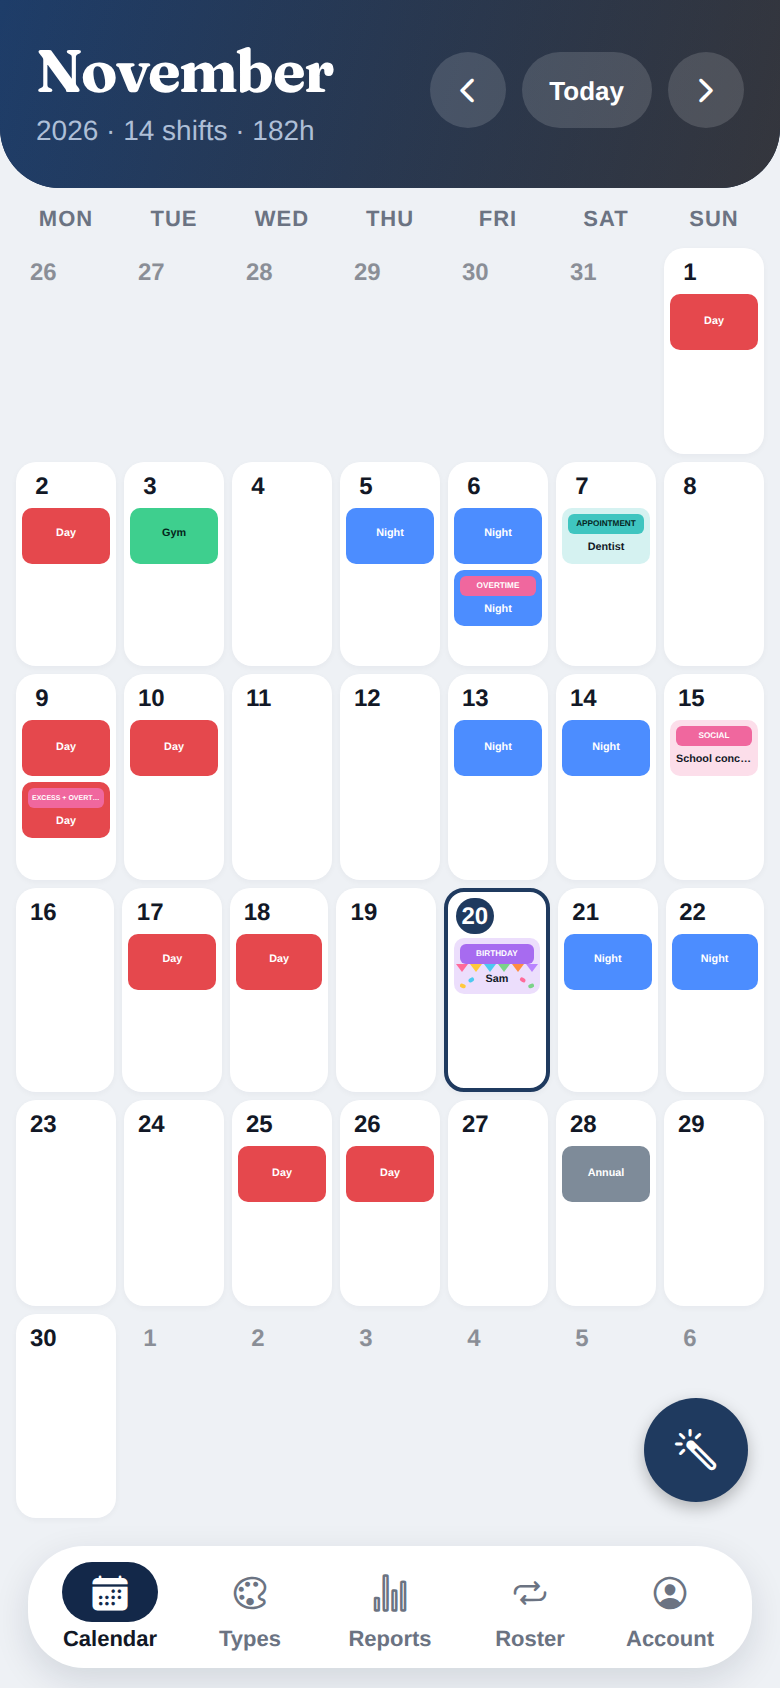 November
Today
2026 · 14 shifts · 182h
MON TUE WED THU FRI SAT SUN
26 27 28 29 30 31 1
Day
2 3 4 5 6 7 8
Day Gym Night Night APPOINTMENT
Dentist
OVERTIME
Night
9 10 11 12 13 14 15
Day Day Night Night SOCIAL
School conc...
EXCESS + OVERT...
Day
16 17 18 19 20 21 22
Day Day BIRTHDAY Night Night
Sam
23 24 25 26 27 28 29
Day Day Annual
30 1 2 3 4 5 6
Calendar Types Reports Roster Account